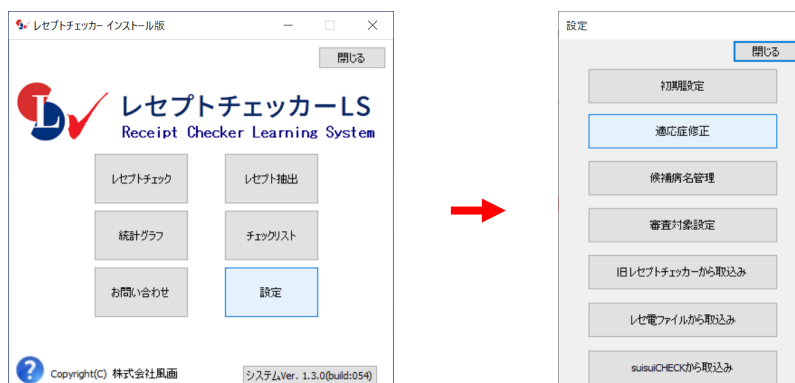 レセプトチェッカー インストール版
閉じる
レセプトチェッカーLS
Receipt Checker Learning System
レセプトチェック
レセプト抽出
統計グラフ
チェックリスト
お問い合わせ
設定
Copyright(C) 株式会社風画
システムVer. 1.3.0(build:054)
設定
閉じる
初期設定
適応症修正
候補病名管理
審査対象設定
旧レセプトチェッカーから取込み
レセ電ファイルから取込み
suisuiCHECKから取込み